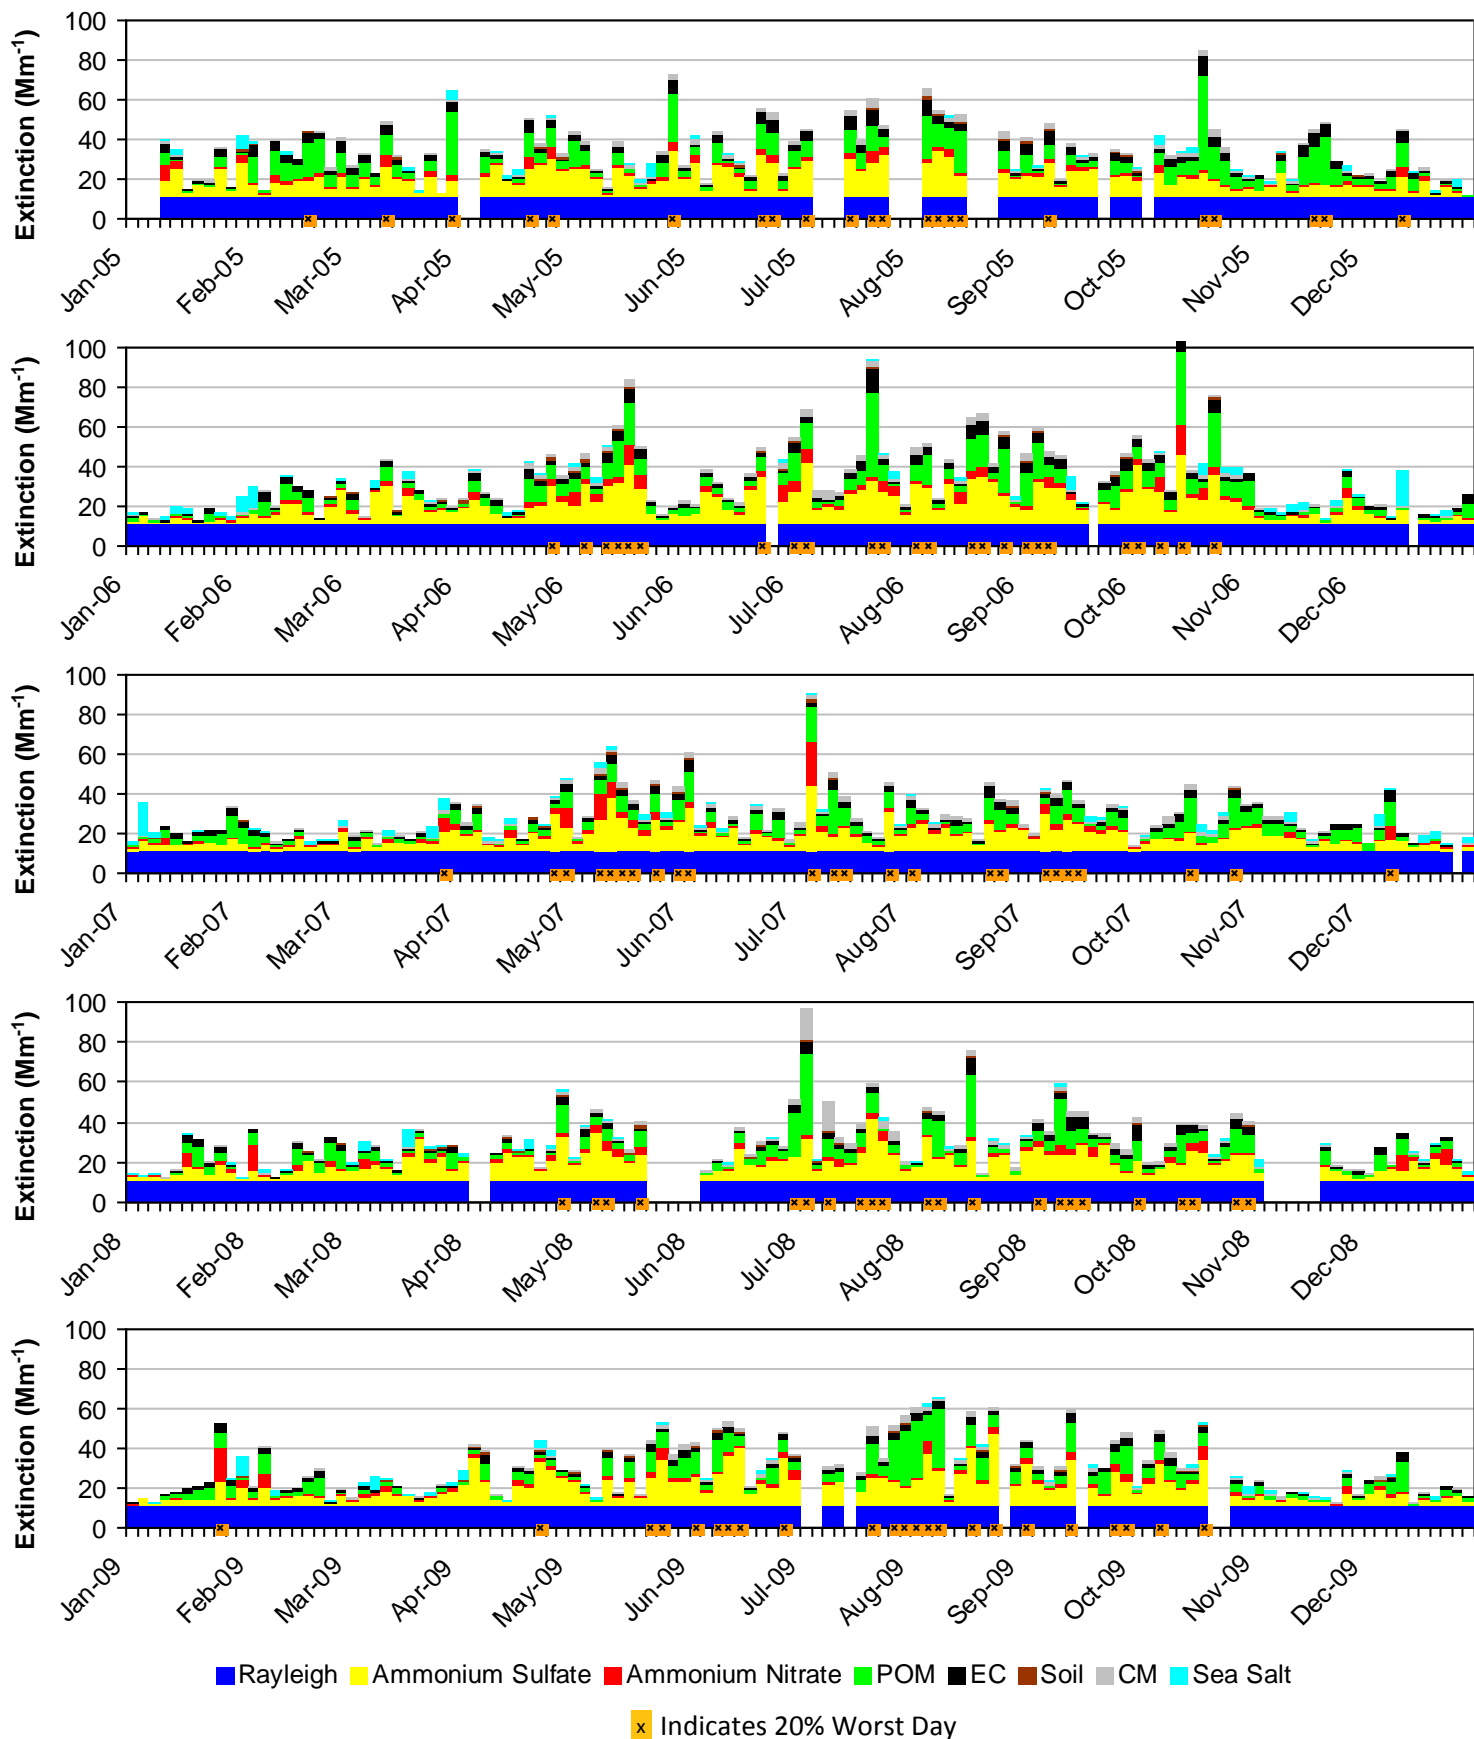 Extinction (Mm-1)
100
80
60
40
20
0
Jan-05 Feb-05 Mar-05 Apr-05 May-05 Jun-05 Jul-05 Aug-05 Sep-05 Oct-05 Nov-05 Dec-05
Extinction (Mm-1)
100
80
60
40
20
0
Jan-06 Feb-06 Mar-06 Apr-06 May-06 Jun-06 Jul-06 Aug-06 Sep-06 Oct-06 Nov-06 Dec-06
Extinction (Mm-1)
100
80
60
40
20
0
Jan-07 Feb-07 Mar-07 Apr-07 May-07 Jun-07 Jul-07 Aug-07 Sep-07 Oct-07 Nov-07 Dec-07
Extinction (Mm-1)
100
80
60
40
20
0
Jan-08 Feb-08 Mar-08 Apr-08 May-08 Jun-08 Jul-08 Aug-08 Sep-08 Oct-08 Nov-08 Dec-08
Extinction (Mm-1)
100
80
60
40
20
0
Jan-09 Feb-09 Mar-09 Apr-09 May-09 Jun-09 Jul-09 Aug-09 Sep-09 Oct-09 Nov-09 Dec-09
Rayleigh Ammonium Sulfate Ammonium Nitrate POM EC Soil CM Sea Salt
x Indicates 20% Worst Day